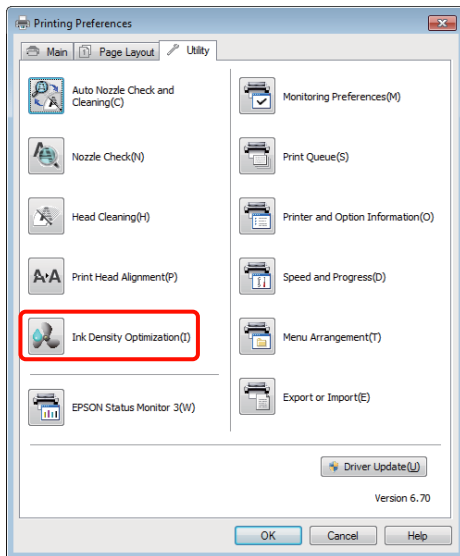 Printing Preferences
Main
Page Layout
Utility
Auto Nozzle Check and
Cleaning(C)
Nozzle Check(N)
Head Cleaning(H)
Print Head Alignment(P)
Ink Density Optimization(I)
EPSON Status Monitor 3(W)
Monitoring Preferences(M)
Print Queue(S)
Printer and Option Information(O)
Speed and Progress(D)
Menu Arrangement(T)
Export or Import(E)
Driver Update(U)
Version 6.70
OK
Cancel
Help